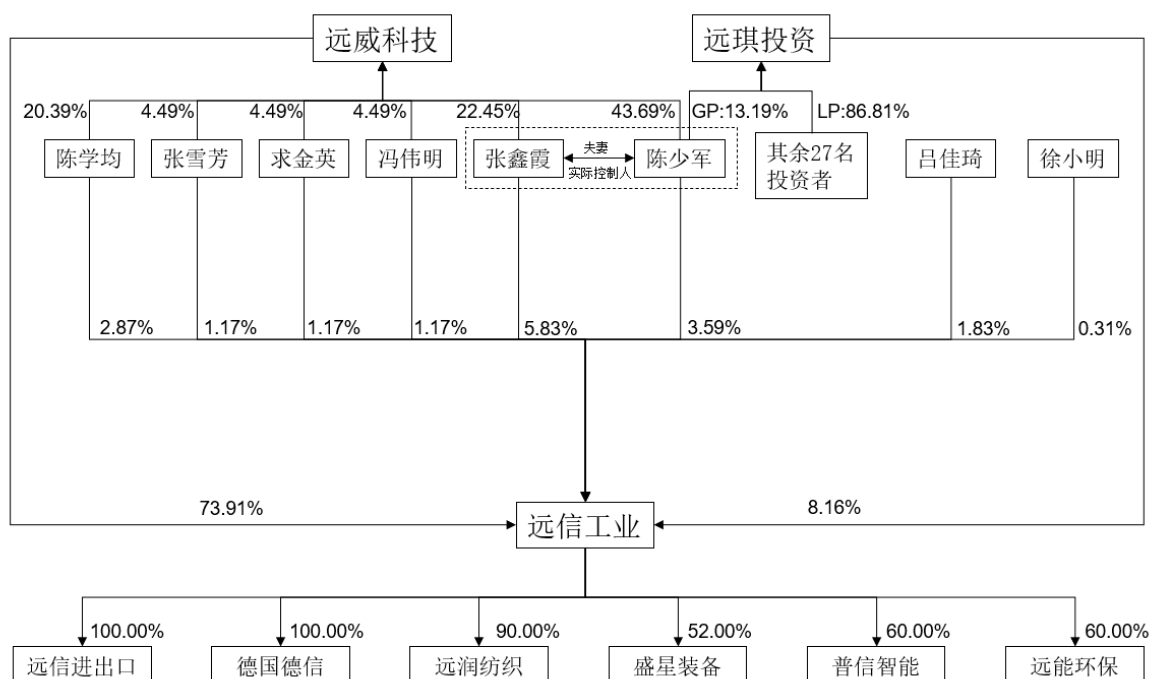 远威科技
远琪投资
20.39%
4.49%
4.49%
4.49%
22.45%
43.69%
GP:13.19%
LP:86.81%
陈学均
张雪芳
求金英
冯伟明
张鑫霞
夫妻
实际控制人
陈少军
其余27名
投资者
吕佳琦
徐小明
2.87%
1.17%
1.17%
1.17%
5.83%
3.59%
1.83%
0.31%
73.91%
8.16%
远信工业
100.00%
100.00%
90.00%
52.00%
60.00%
60.00%
远信进出口
德国德信
远润纺织
盛星装备
普信智能
远能环保